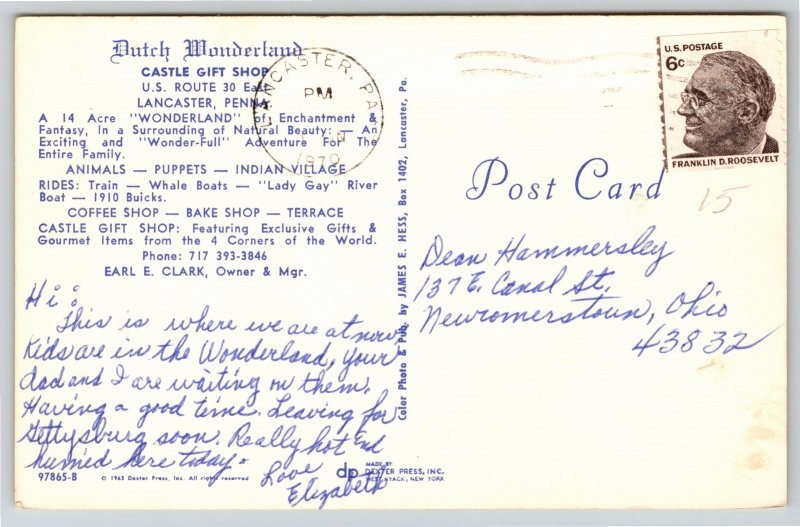 Dutch Wonderland
CASTLE GIFT SHOP
U.S. ROUTE 30 East
LANCASTER, PENNA.
A 14 Acre "WONDERLAND" of Enchantment &
Fantasy, In a Surrounding of Natural Beauty: — An
Exciting and "Wonder-Full" Adventure For The
Entire Family.
ANIMALS — PUPPETS — INDIAN VILLAGE
RIDES: Train — Whale Boats — "Lady Gay" River
Boat — 1910 Buicks.
COFFEE SHOP — BAKE SHOP — TERRACE
CASTLE GIFT SHOP: Featuring Exclusive Gifts &
Gourmet Items from the 4 Corners of the World.
Phone: 717 393-3846
EARL E. CLARK, Owner & Mgr.
LANCASTER, PA.
PM
1970
Hi:
This is where we are at now
Kids are in the Wonderland, your
dad and I are waiting on them.
Having a good time. Leaving for
Gettysburg soon. Really hot and
humied here today.
Love
Elizabeth
97865-B
© 1963 Dexter Press, Inc. All rights reserved
Color Photo & Pub. by JAMES E. HESS, Box 1402, Lancaster, Pa.
dp
MADE BY
DEXTER PRESS, INC.
WEST NYACK, NEW YORK
U.S. POSTAGE
6c
FRANKLIN D. ROOSEVELT
Post Card
15
Dean Hammersley
137 E. Canal St.
Newcomerstown, Ohio
43832